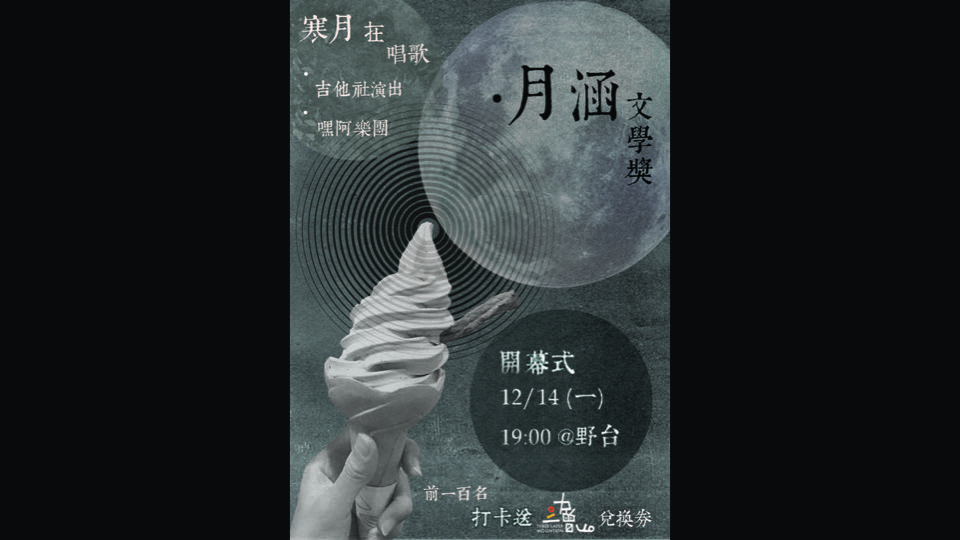 寒月在
唱歌
・吉他社演出
・嘿阿樂團
・月涵
文學獎
開幕式
12/14 (一)
19:00 @野台
前一百名
打卡送
兌換券